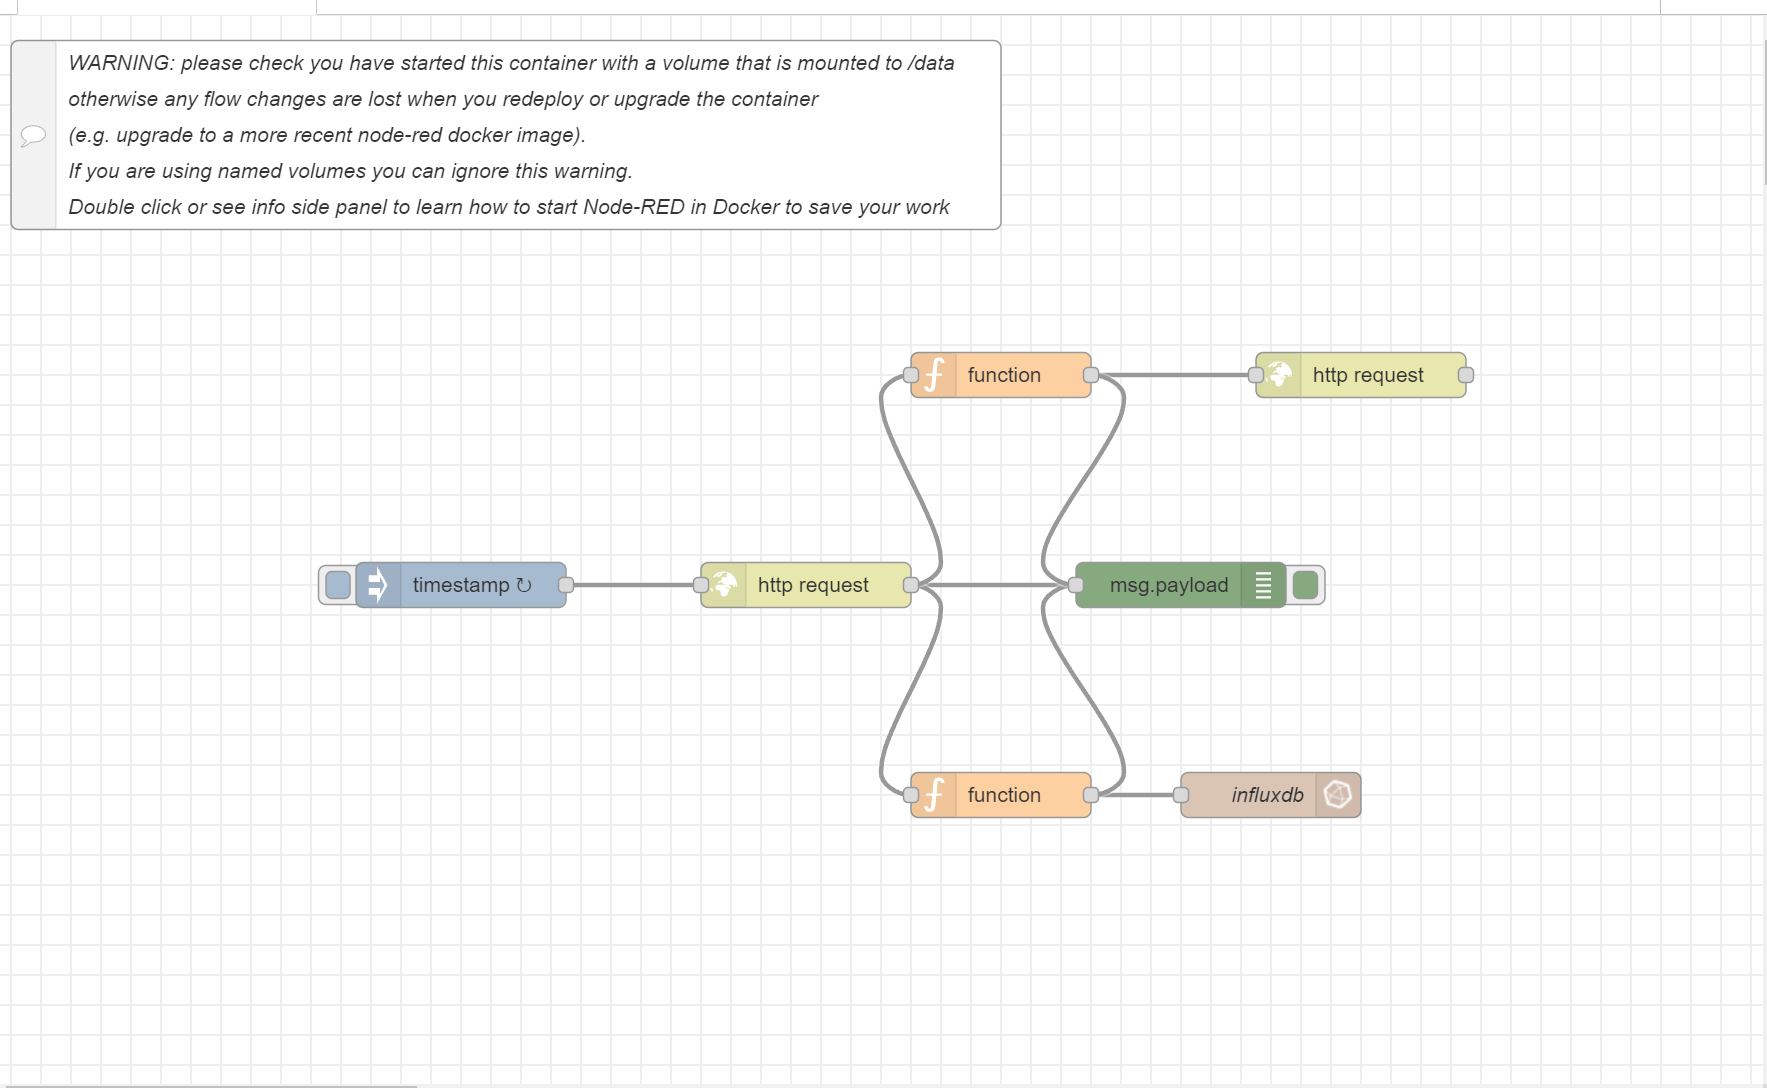 WARNING: please check you have started this container with a volume that is mounted to /data
otherwise any flow changes are lost when you redeploy or upgrade the container
(e.g. upgrade to a more recent node-red docker image).
If you are using named volumes you can ignore this warning.
Double click or see info side panel to learn how to start Node-RED in Docker to save your work
function
http request
timestamp ↻
http request
msg.payload
function
influxdb